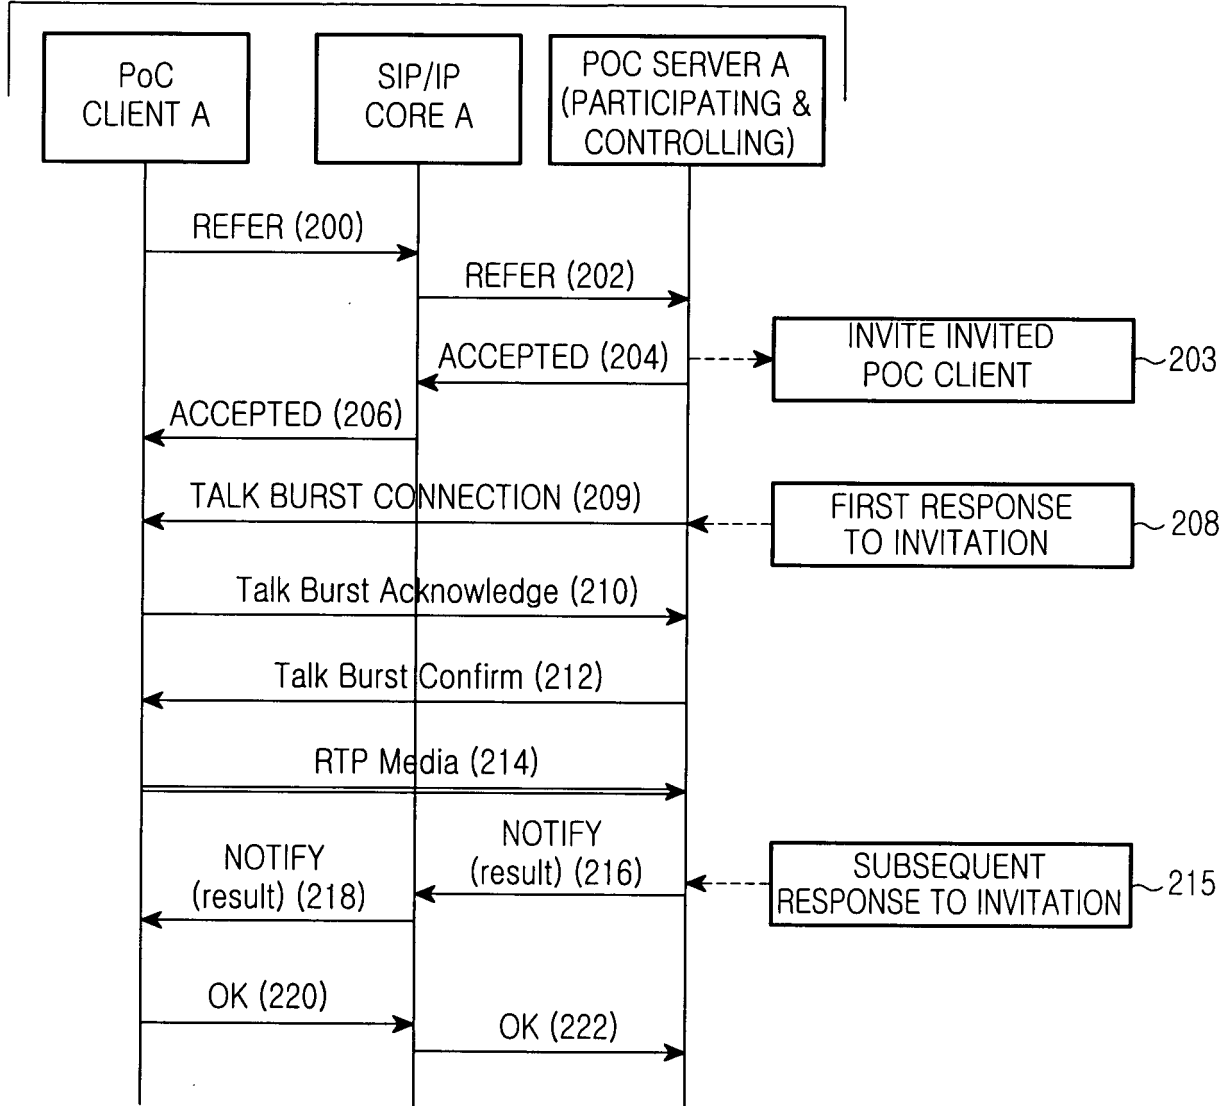 PoC
CLIENT A
SIP/IP
CORE A
POC SERVER A
(PARTICIPATING &
CONTROLLING)
REFER (200)
REFER (202)
INVITE INVITED
POC CLIENT
203
ACCEPTED (204)
ACCEPTED (206)
TALK BURST CONNECTION (209)
FIRST RESPONSE
TO INVITATION
208
Talk Burst Acknowledge (210)
Talk Burst Confirm (212)
RTP Media (214)
NOTIFY
(result) (216)
NOTIFY
(result) (218)
SUBSEQUENT
RESPONSE TO INVITATION
215
OK (220)
OK (222)